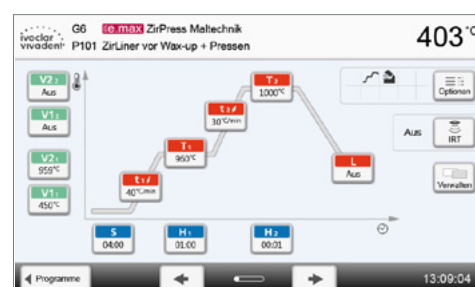 ivoclar
vivadent
G6 IPS e.max ZirPress Maltechnik
P101 ZirLiner vor Wax-up + Pressen
403°C
V2₂
Aus
V1₂
Aus
V2₁
959°C
V1₁
450°C
t₁
40°C/min
T₁
960°C
t₂
30°C/min
T₂
1000°C
L
Aus
S
04:00
H₁
01:00
H₂
00:01
Optionen
Aus
IRT
Verwalten
Programme
13:09:04